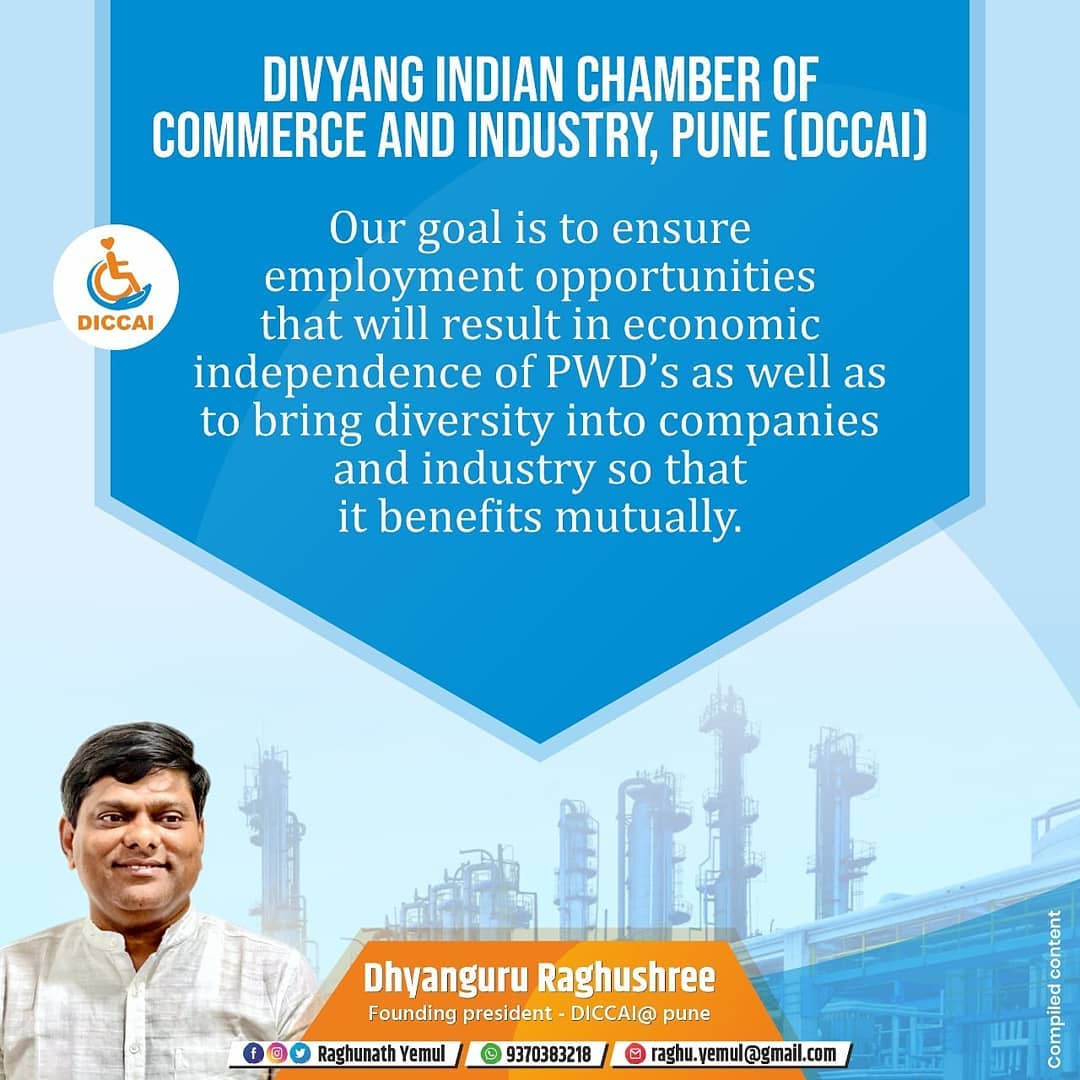 DIVYANG INDIAN CHAMBER OF
COMMERCE AND INDUSTRY, PUNE (DCCAI)
Our goal is to ensure
employment opportunities
that will result in economic
independence of PWD’s as well as
to bring diversity into companies
and industry so that
it benefits mutually.
DICCAI
Dhyanguru Raghushree
Founding president - DICCAI@ pune
Raghunath Yemul
9370383218
raghu.yemul@gmail.com
Compiled content